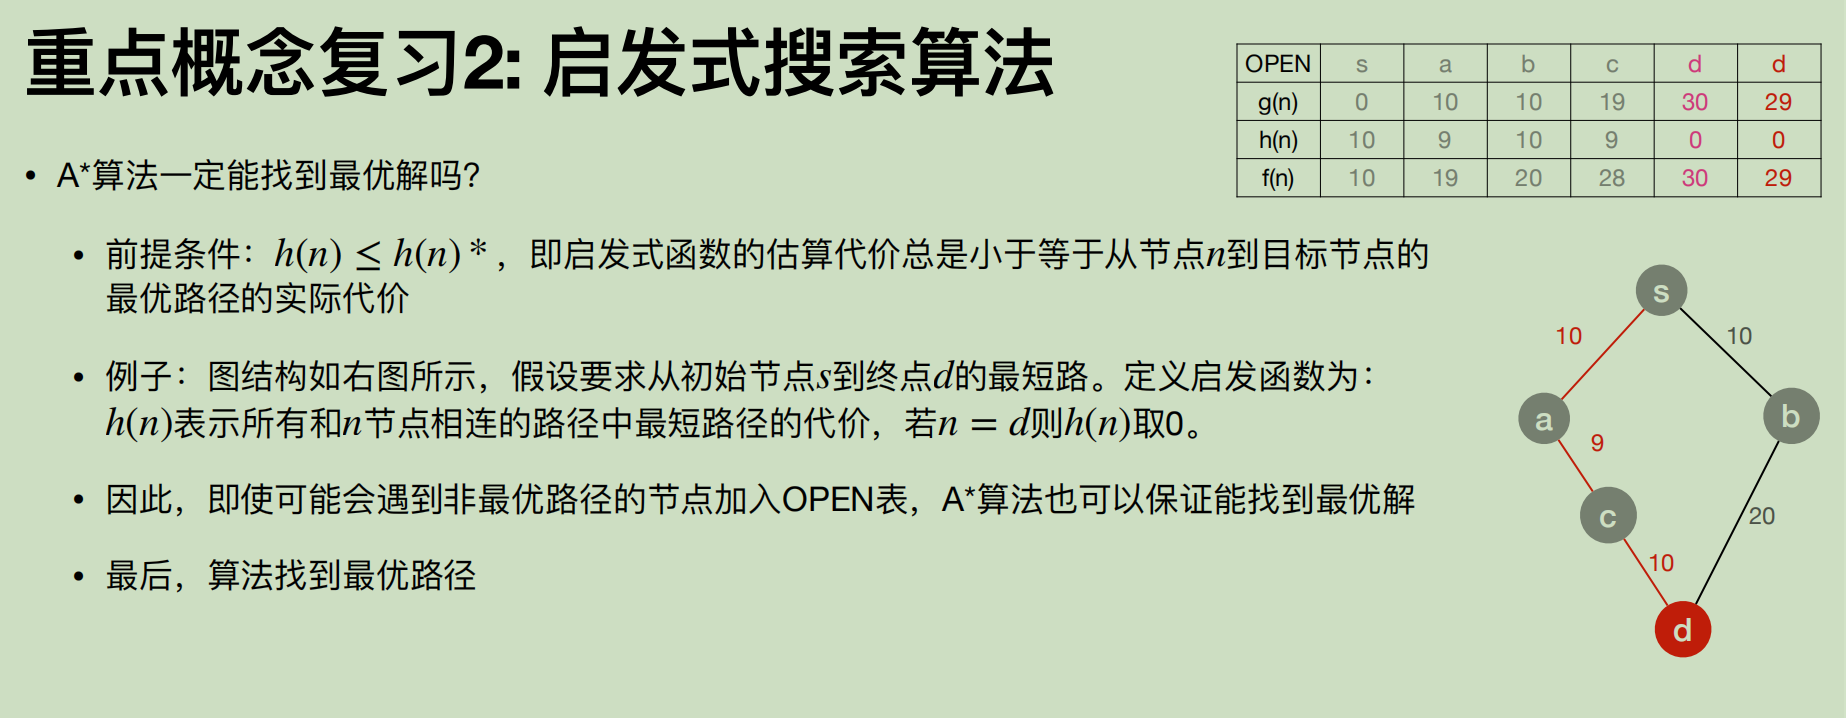 重点概念复习2: 启发式搜索算法
OPEN s a b c d d
g(n) 0 10 10 19 30 29
h(n) 10 9 10 9 0 0
f(n) 10 19 20 28 30 29
• A*算法一定能找到最优解吗?
• 前提条件：h(n) ≤ h(n) *，即启发式函数的估算代价总是小于等于从节点n到目标节点的
最优路径的实际代价
• 例子：图结构如右图所示，假设要求从初始节点s到终点d的最短路。定义启发函数为：
h(n)表示所有和n节点相连的路径中最短路径的代价，若n = d则h(n)取0。
• 因此，即使可能会遇到非最优路径的节点加入OPEN表，A*算法也可以保证能找到最优解
• 最后，算法找到最优路径
s
10 10
a b
9
c 20
10
d